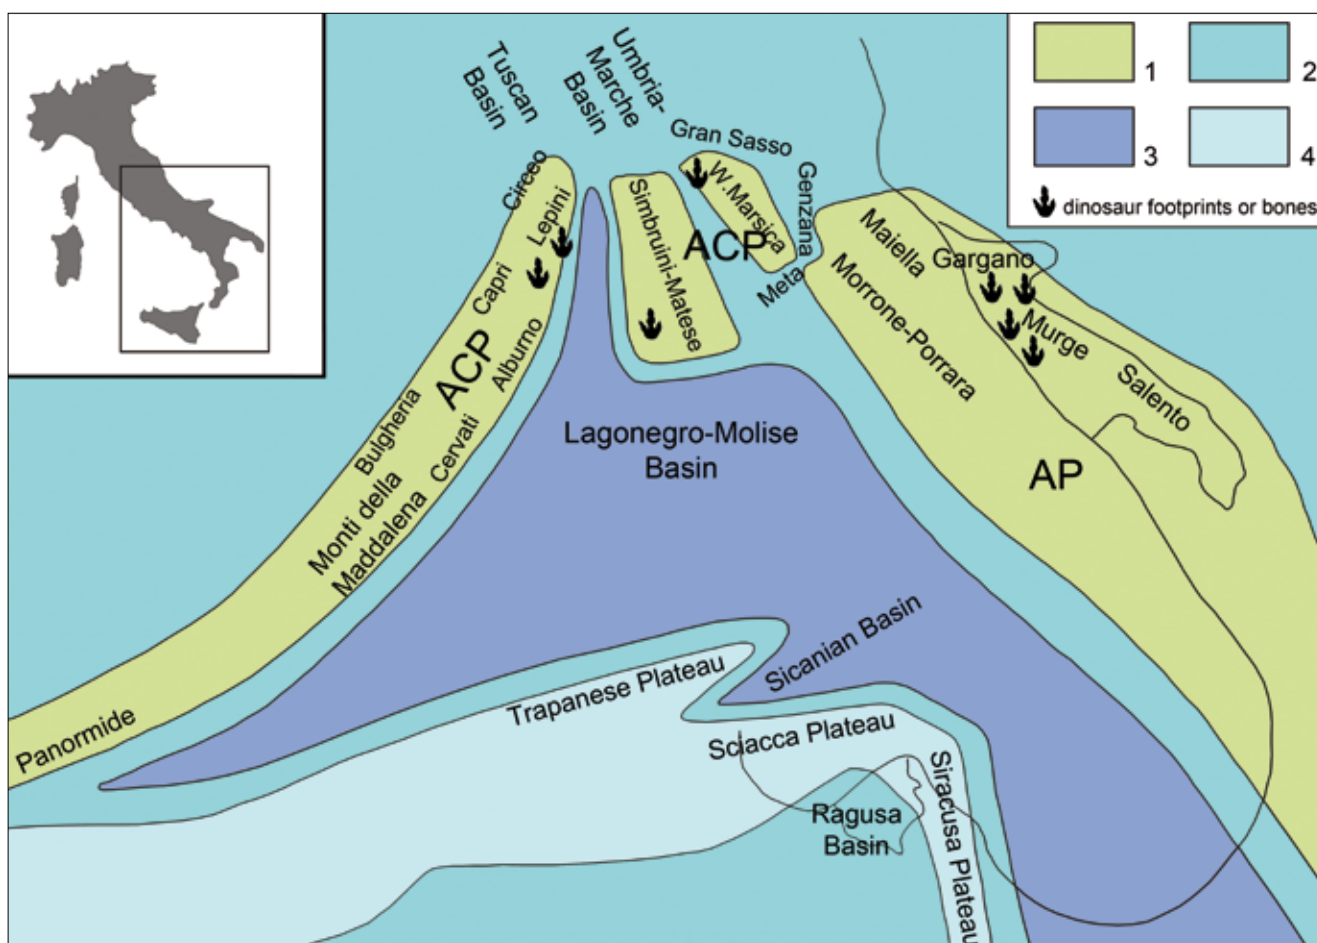 Tuscan
Basin
Umbria-
Marche
Basin
Gran Sasso
Genzana
Meta
Circeo
Lepini
Capri
ACP
Alburno
Bulgheria
Cervati
Monti della
Maddalena
Panormide
Simbruini-Matese
W.Marsica
ACP
Maiella
Morrone-Porrara
Gargano
Murge
Salento
AP
Lagonegro-Molise
Basin
Sicanian Basin
Trapanese Plateau
Sciacca Plateau
Siracusa Plateau
Ragusa
Basin
1
2
3
4
dinosaur footprints or bones